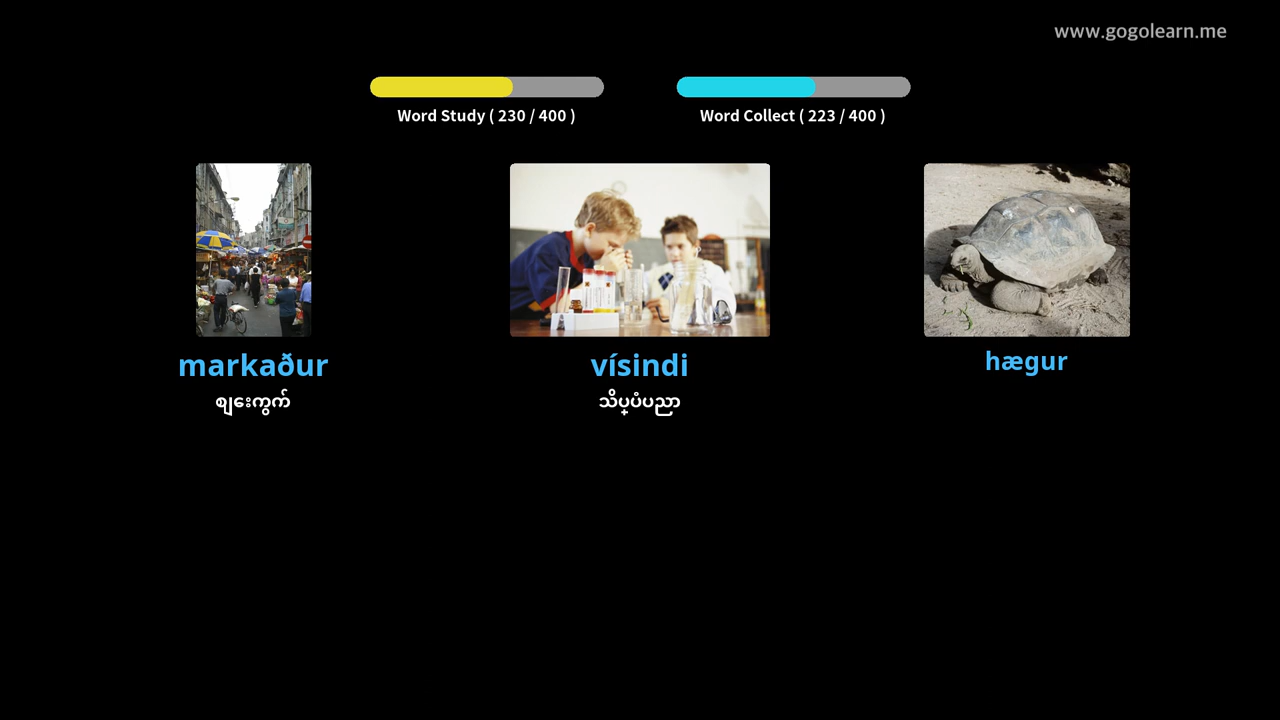 www.gogolearn.me
Word Study ( 230 / 400 )
Word Collect ( 223 / 400 )
markaður
vísindi
hægur
စျေးကွက်
သိပ္ပံပညာ